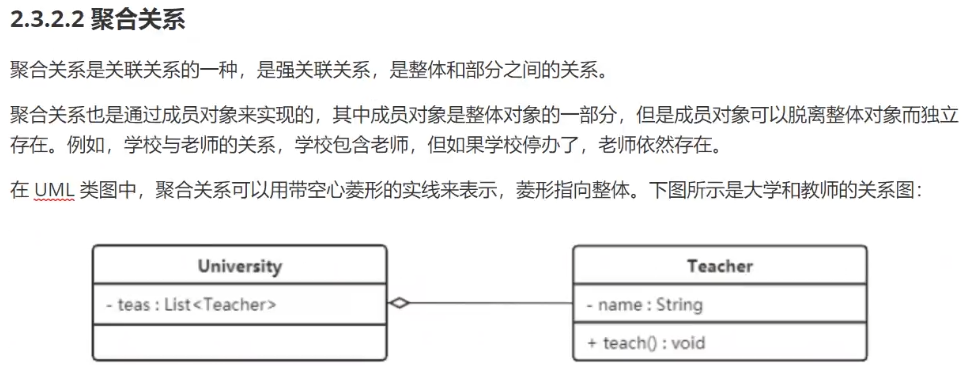 2.3.2.2 聚合关系
聚合关系是关联关系的一种，是强关联关系，是整体和部分之间的关系。
聚合关系也是通过成员对象来实现的，其中成员对象是整体对象的一部分，但是成员对象可以脱离整体对象而独立
存在。例如，学校与老师的关系，学校包含老师，但如果学校停办了，老师依然存在。
在 UML 类图中，聚合关系可以用带空心菱形的实线来表示，菱形指向整体。下图所示是大学和教师的关系图：
University
- teas : List<Teacher>
Teacher
- name : String
+ teach() : void